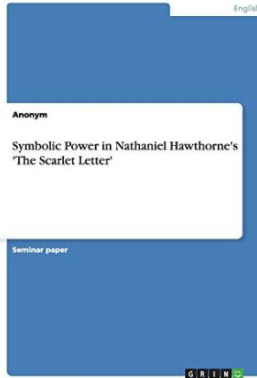 English
Anonym
Symbolic Power in Nathaniel Hawthorne's
'The Scarlet Letter'
Seminar paper
GRIN